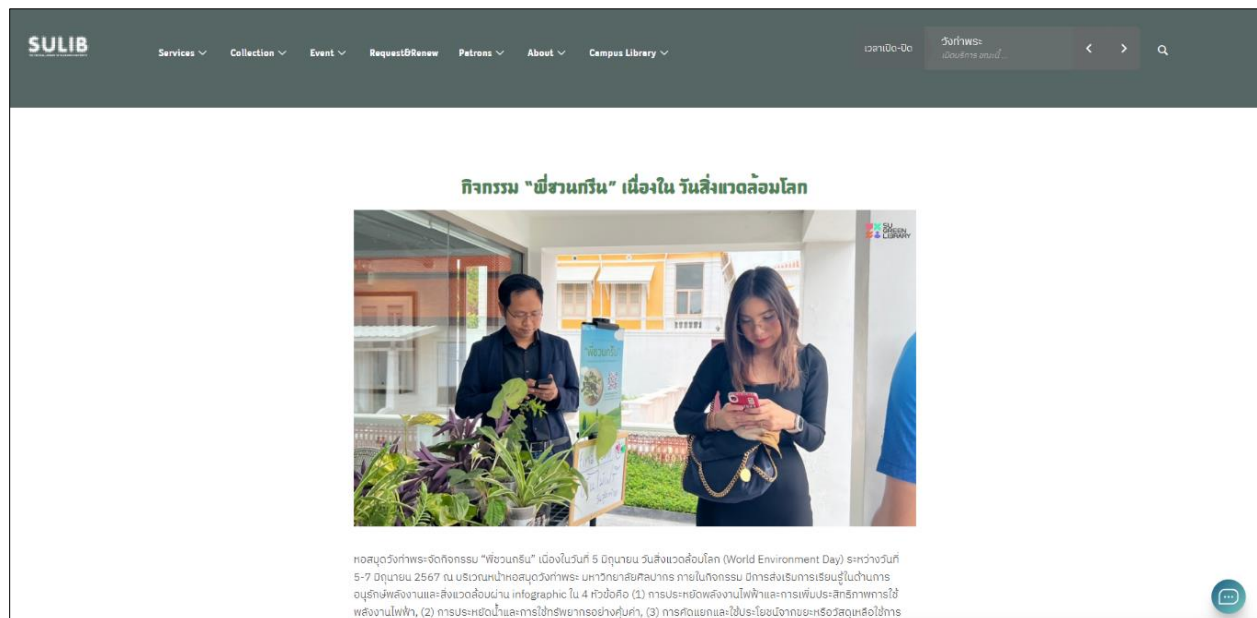 SULIB
Services
Collection
Event
Request&Renew
Patrons
About
Campus Library
เวลาเปิด-ปิด
วังท่าพระ
เปิดบริการ ขณะนี้ ...
กิจกรรม “พี่ชวนกรีน” เนื่องใน วันสิ่งแวดล้อมโลก
SU
GREEN
LIBRARY
"พี่ชวนกรีน"
หอสมุดวังท่าพระจัดกิจกรรม “พี่ชวนกรีน” เนื่องในวันที่ 5 มิถุนายน วันสิ่งแวดล้อมโลก (World Environment Day) ระหว่างวันที่
5-7 มิถุนายน 2567 ณ บริเวณหน้าหอสมุดวังท่าพระ มหาวิทยาลัยศิลปากร ภายในกิจกรรม มีการส่งเสริมการเรียนรู้ในด้านการ
อนุรักษ์พลังงานและสิ่งแวดล้อมผ่าน infographic ใน 4 หัวข้อคือ (1) การประหยัดพลังงานไฟฟ้าและการเพิ่มประสิทธิภาพการใช้
พลังงานไฟฟ้า, (2) การประหยัดน้ำและการใช้ทรัพยากรอย่างคุ้มค่า, (3) การคัดแยกและใช้ประโยชน์จากขยะหรือวัสดุเหลือใช้การ